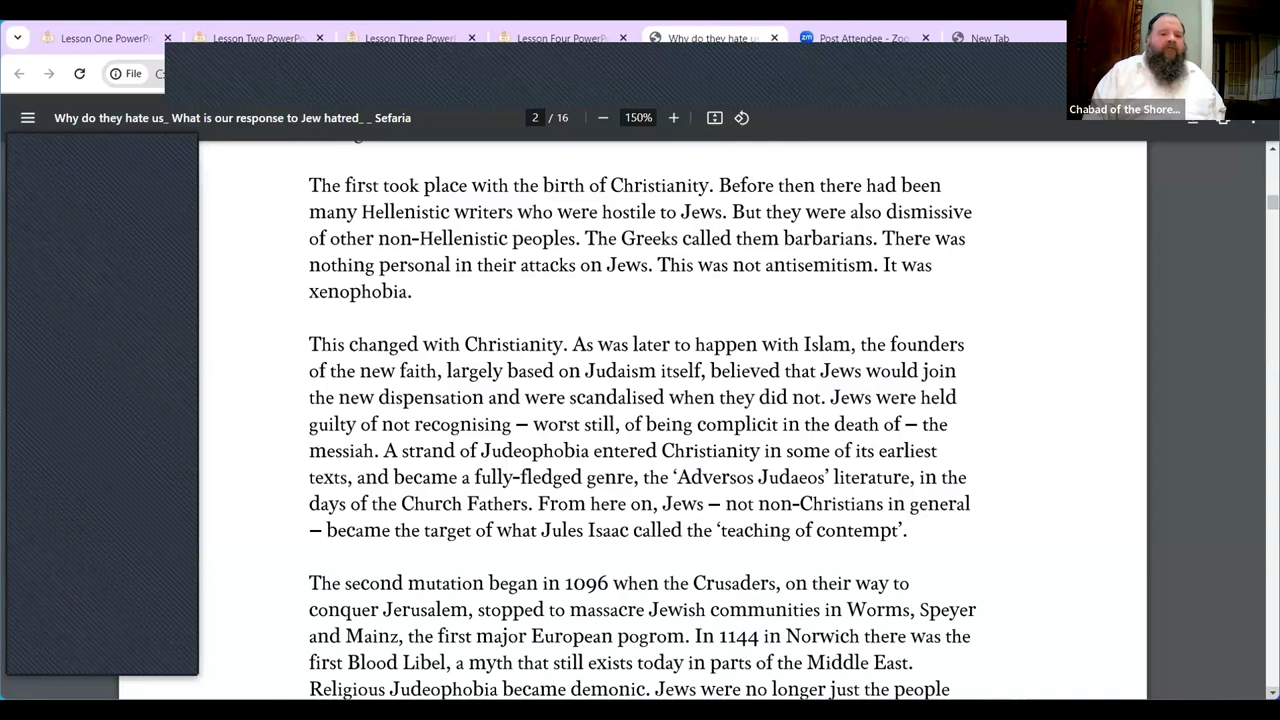 Lesson One PowerP
Lesson Two PowerP
Lesson Three Power
Lesson Four PowerP
Why do they hate us
Post Attendee - Zoo
New Tab
File
Why do they hate us_ What is our response to Jew hatred_ _ Sefaria
2 / 16
150%
Chabad of the Shore...
The first took place with the birth of Christianity. Before then there had been
many Hellenistic writers who were hostile to Jews. But they were also dismissive
of other non-Hellenistic peoples. The Greeks called them barbarians. There was
nothing personal in their attacks on Jews. This was not antisemitism. It was
xenophobia.
This changed with Christianity. As was later to happen with Islam, the founders
of the new faith, largely based on Judaism itself, believed that Jews would join
the new dispensation and were scandalised when they did not. Jews were held
guilty of not recognising – worst still, of being complicit in the death of – the
messiah. A strand of Judeophobia entered Christianity in some of its earliest
texts, and became a fully-fledged genre, the ‘Adversos Judaeos’ literature, in the
days of the Church Fathers. From here on, Jews – not non-Christians in general
– became the target of what Jules Isaac called the ‘teaching of contempt’.
The second mutation began in 1096 when the Crusaders, on their way to
conquer Jerusalem, stopped to massacre Jewish communities in Worms, Speyer
and Mainz, the first major European pogrom. In 1144 in Norwich there was the
first Blood Libel, a myth that still exists today in parts of the Middle East.
Religious Judeophobia became demonic. Jews were no longer just the people